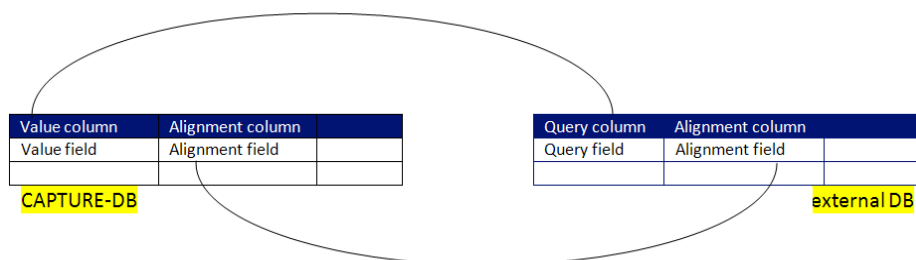 Value column Alignment column Query column Alignment column
Value field Alignment field Query field Alignment field
CAPTURE-DB external DB